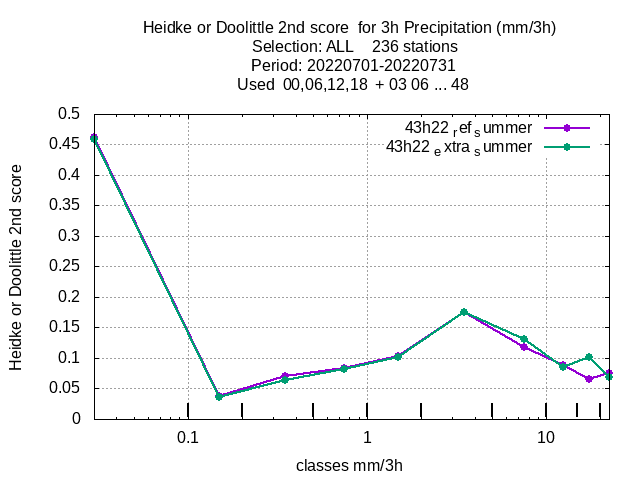 Heidke or Doolittle 2nd score  for 3h Precipitation (mm/3h)
Selection: ALL    236 stations
Period: 20220701-20220731
Used  00,06,12,18  + 03 06 ... 48
43h22 ref summer
43h22 extra summer
0.5
0.45
0.4
0.35
0.3
0.25
0.2
0.15
0.1
0.05
0
Heidke or Doolittle 2nd score
0.1 1 10
classes mm/3h